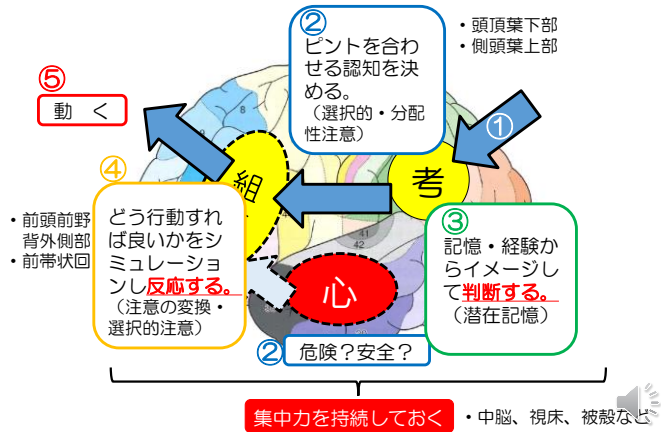 ②
ピントを合わ
せる認知を決
める。
（選択的・分配
性注意）
・頭頂葉下部
・側頭葉上部
⑤
動　く
①
8
9
考
組
④
どう行動すれ
ば良いかをシ
ミュレーショ
ンし反応する。
（注意の変換・
選択的注意）
・前頭前野
背外側部
・前帯状回
③
記憶・経験か
らイメージし
て判断する。
（潜在記憶）
41
42
心
②
危険？安全？
集中力を持続しておく
・中脳、視床、被殻など